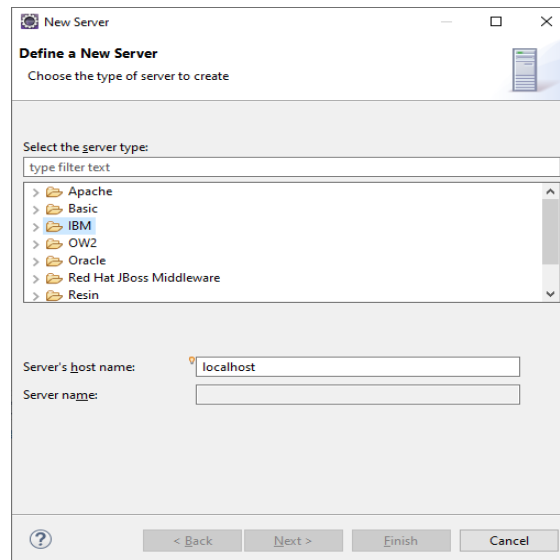 New Server
Define a New Server
Choose the type of server to create
Select the server type:
type filter text
Apache
Basic
IBM
OW2
Oracle
Red Hat JBoss Middleware
Resin
Server's host name:
localhost
Server name:
?
< Back
Next >
Finish
Cancel